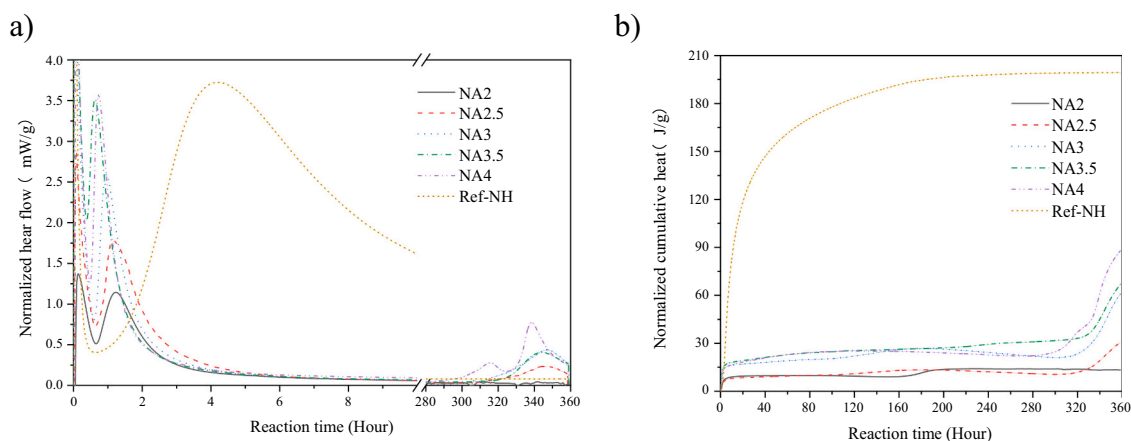 a)
Normalized hear flow ( mW/g)
4.0
3.5
3.0
2.5
2.0
1.5
1.0
0.5
0.0
NA2
NA2.5
NA3
NA3.5
NA4
Ref-NH
0 2 4 6 8 280 300 320 340 360
Reaction time (Hour)
b)
Normalized cumulative heat( J/g)
210
180
150
120
90
60
30
0
NA2
NA2.5
NA3
NA3.5
NA4
Ref-NH
0 40 80 120 160 200 240 280 320 360
Reaction time (Hour)